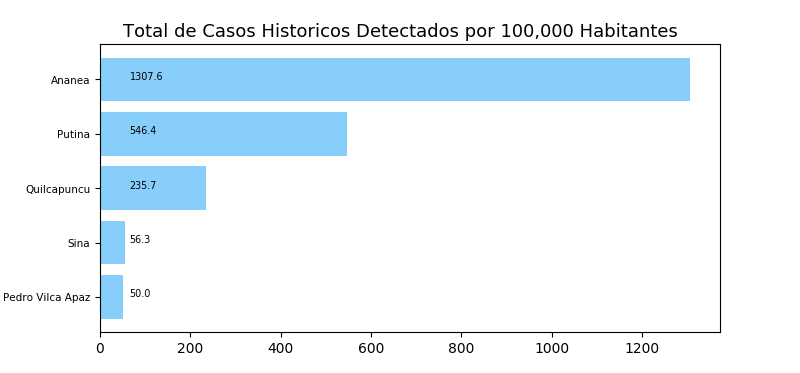 Total de Casos Historicos Detectados por 100,000 Habitantes
Ananea 1307.6
Putina 546.4
Quilcapuncu 235.7
Sina 56.3
Pedro Vilca Apaz 50.0
0 200 400 600 800 1000 1200